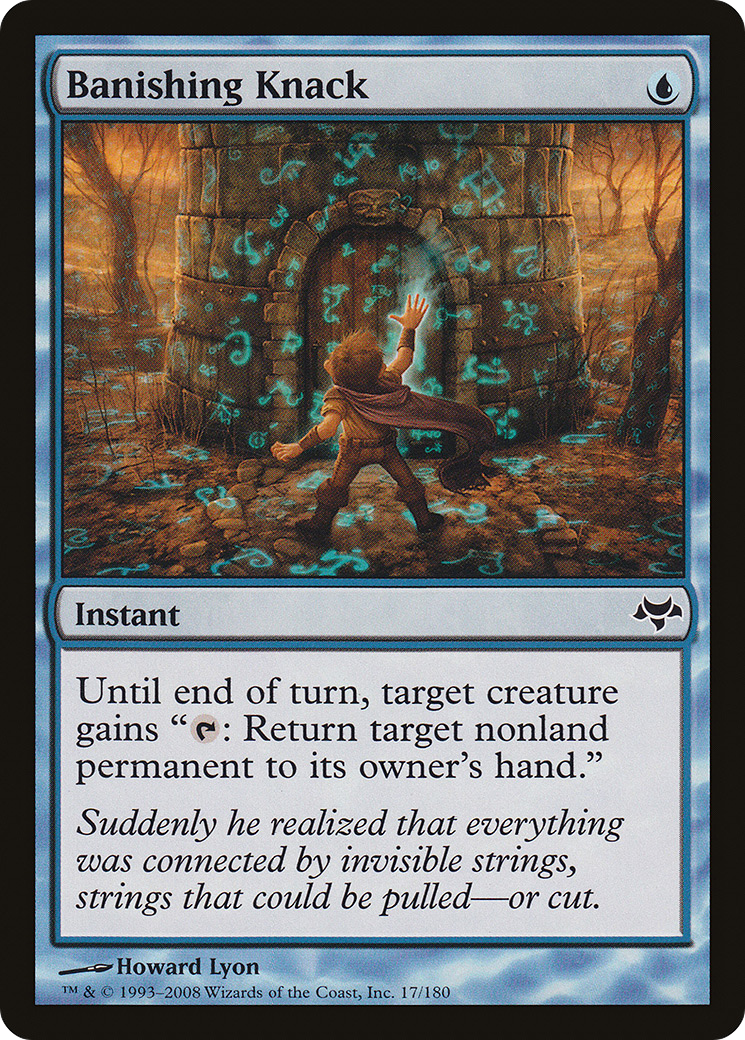 Banishing Knack
Instant
Until end of turn, target creature
gains “: Return target nonland
permanent to its owner’s hand.”
Suddenly he realized that everything
was connected by invisible strings,
strings that could be pulled—or cut.
Howard Lyon
™ & © 1993–2008 Wizards of the Coast, Inc. 17/180